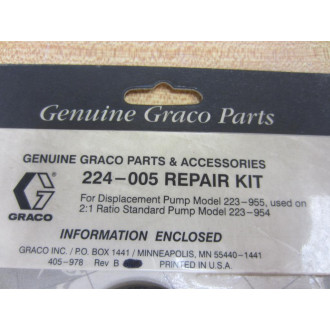 Genuine Graco Parts
GENUINE GRACO PARTS & ACCESSORIES
224-005 REPAIR KIT
For Displacement Pump Model 223-955, used on
2:1 Ratio Standard Pump Model 223-954
GRACO
INFORMATION ENCLOSED
GRACO INC. / P.O. BOX 1441 / MINNEAPOLIS, MN 55440-1441
405-978 Rev B PRINTED IN U.S.A.